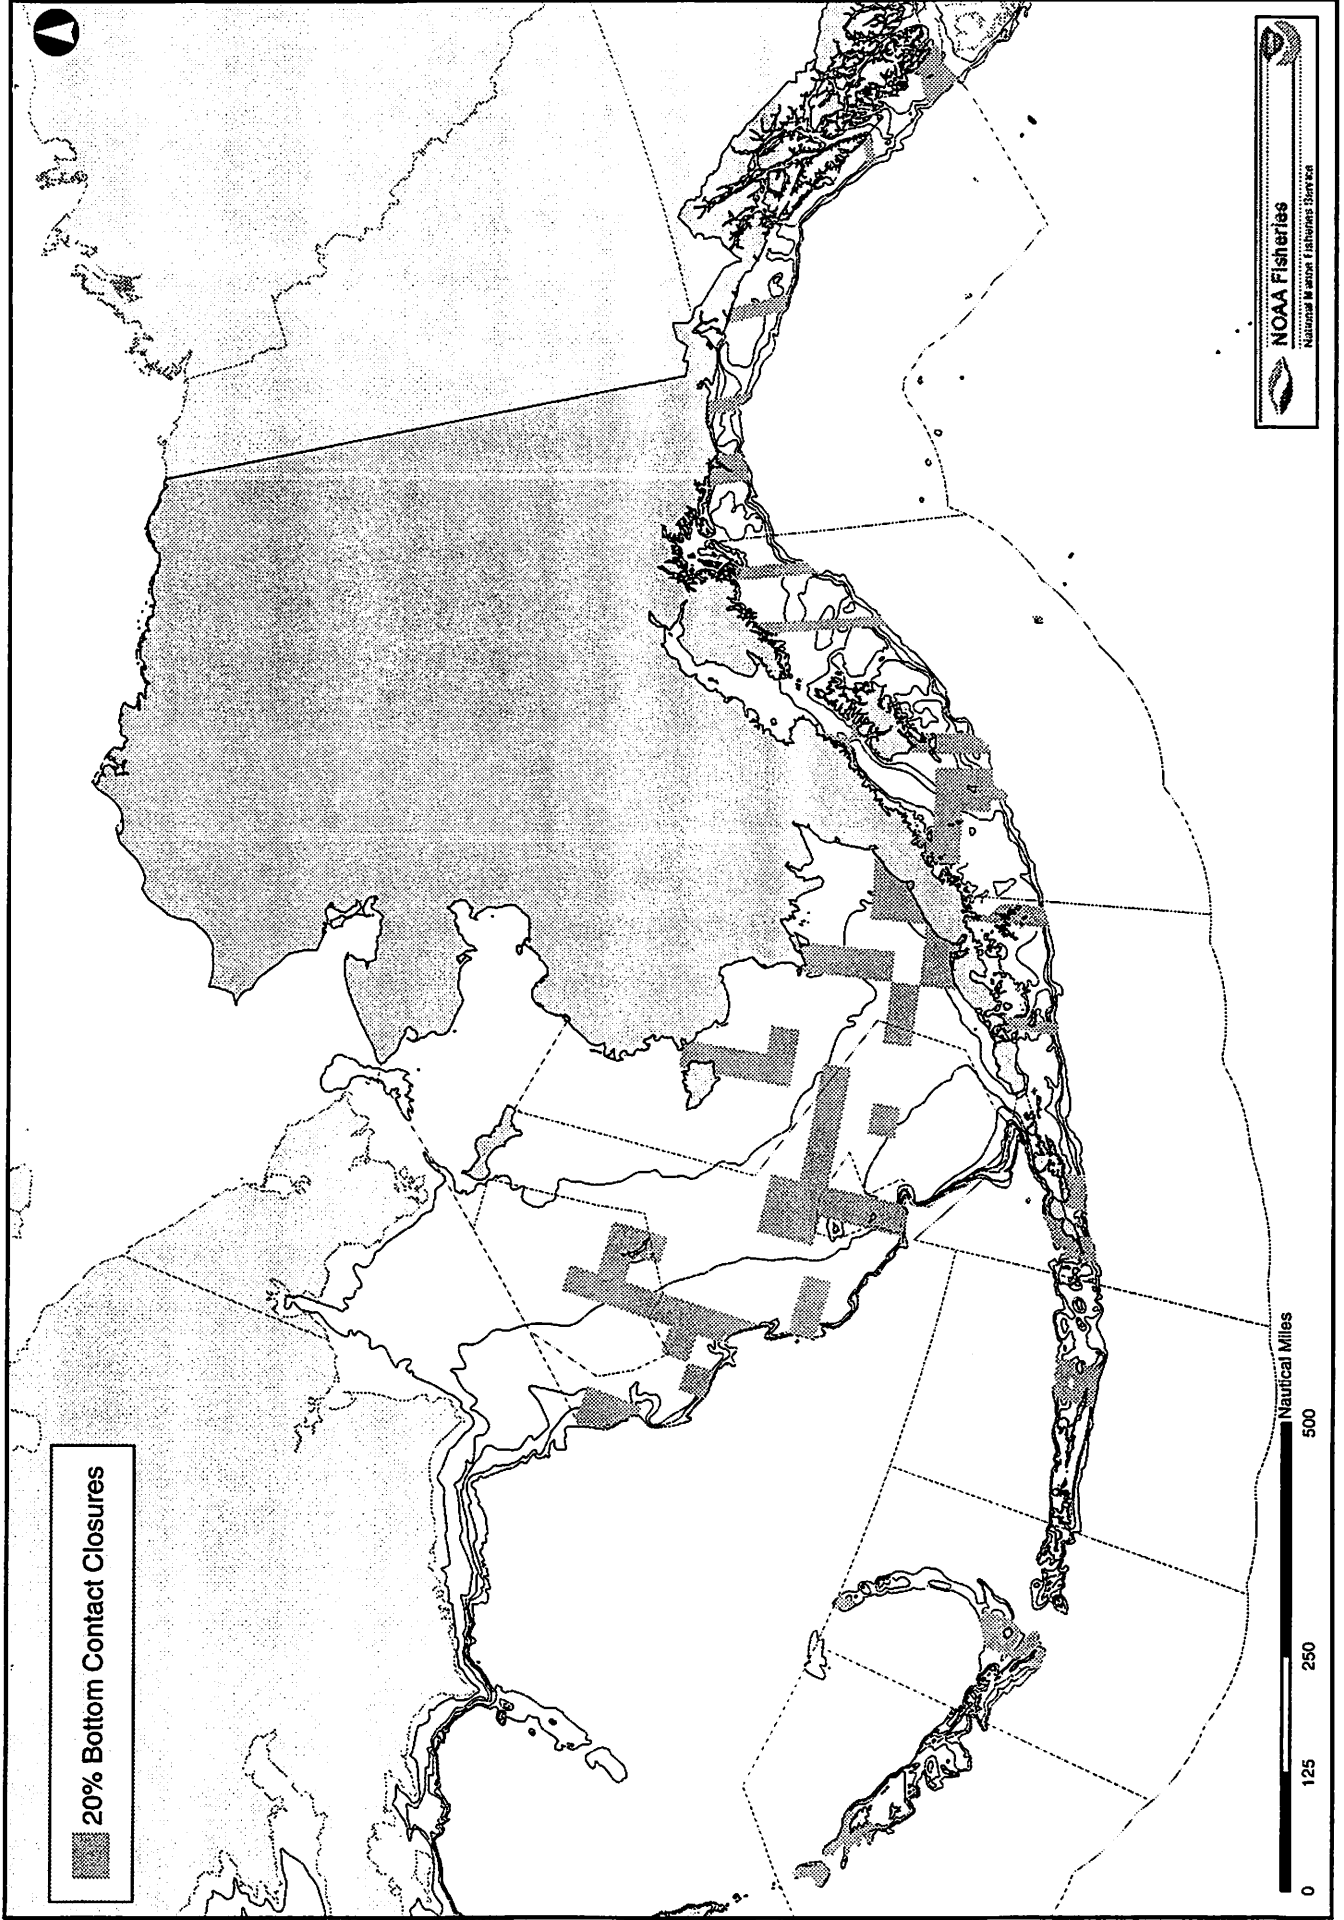 20% Bottom Contact Closures
NOAA Fisheries
National Marine Fisheries Service
0 125 250 500
Nautical Miles